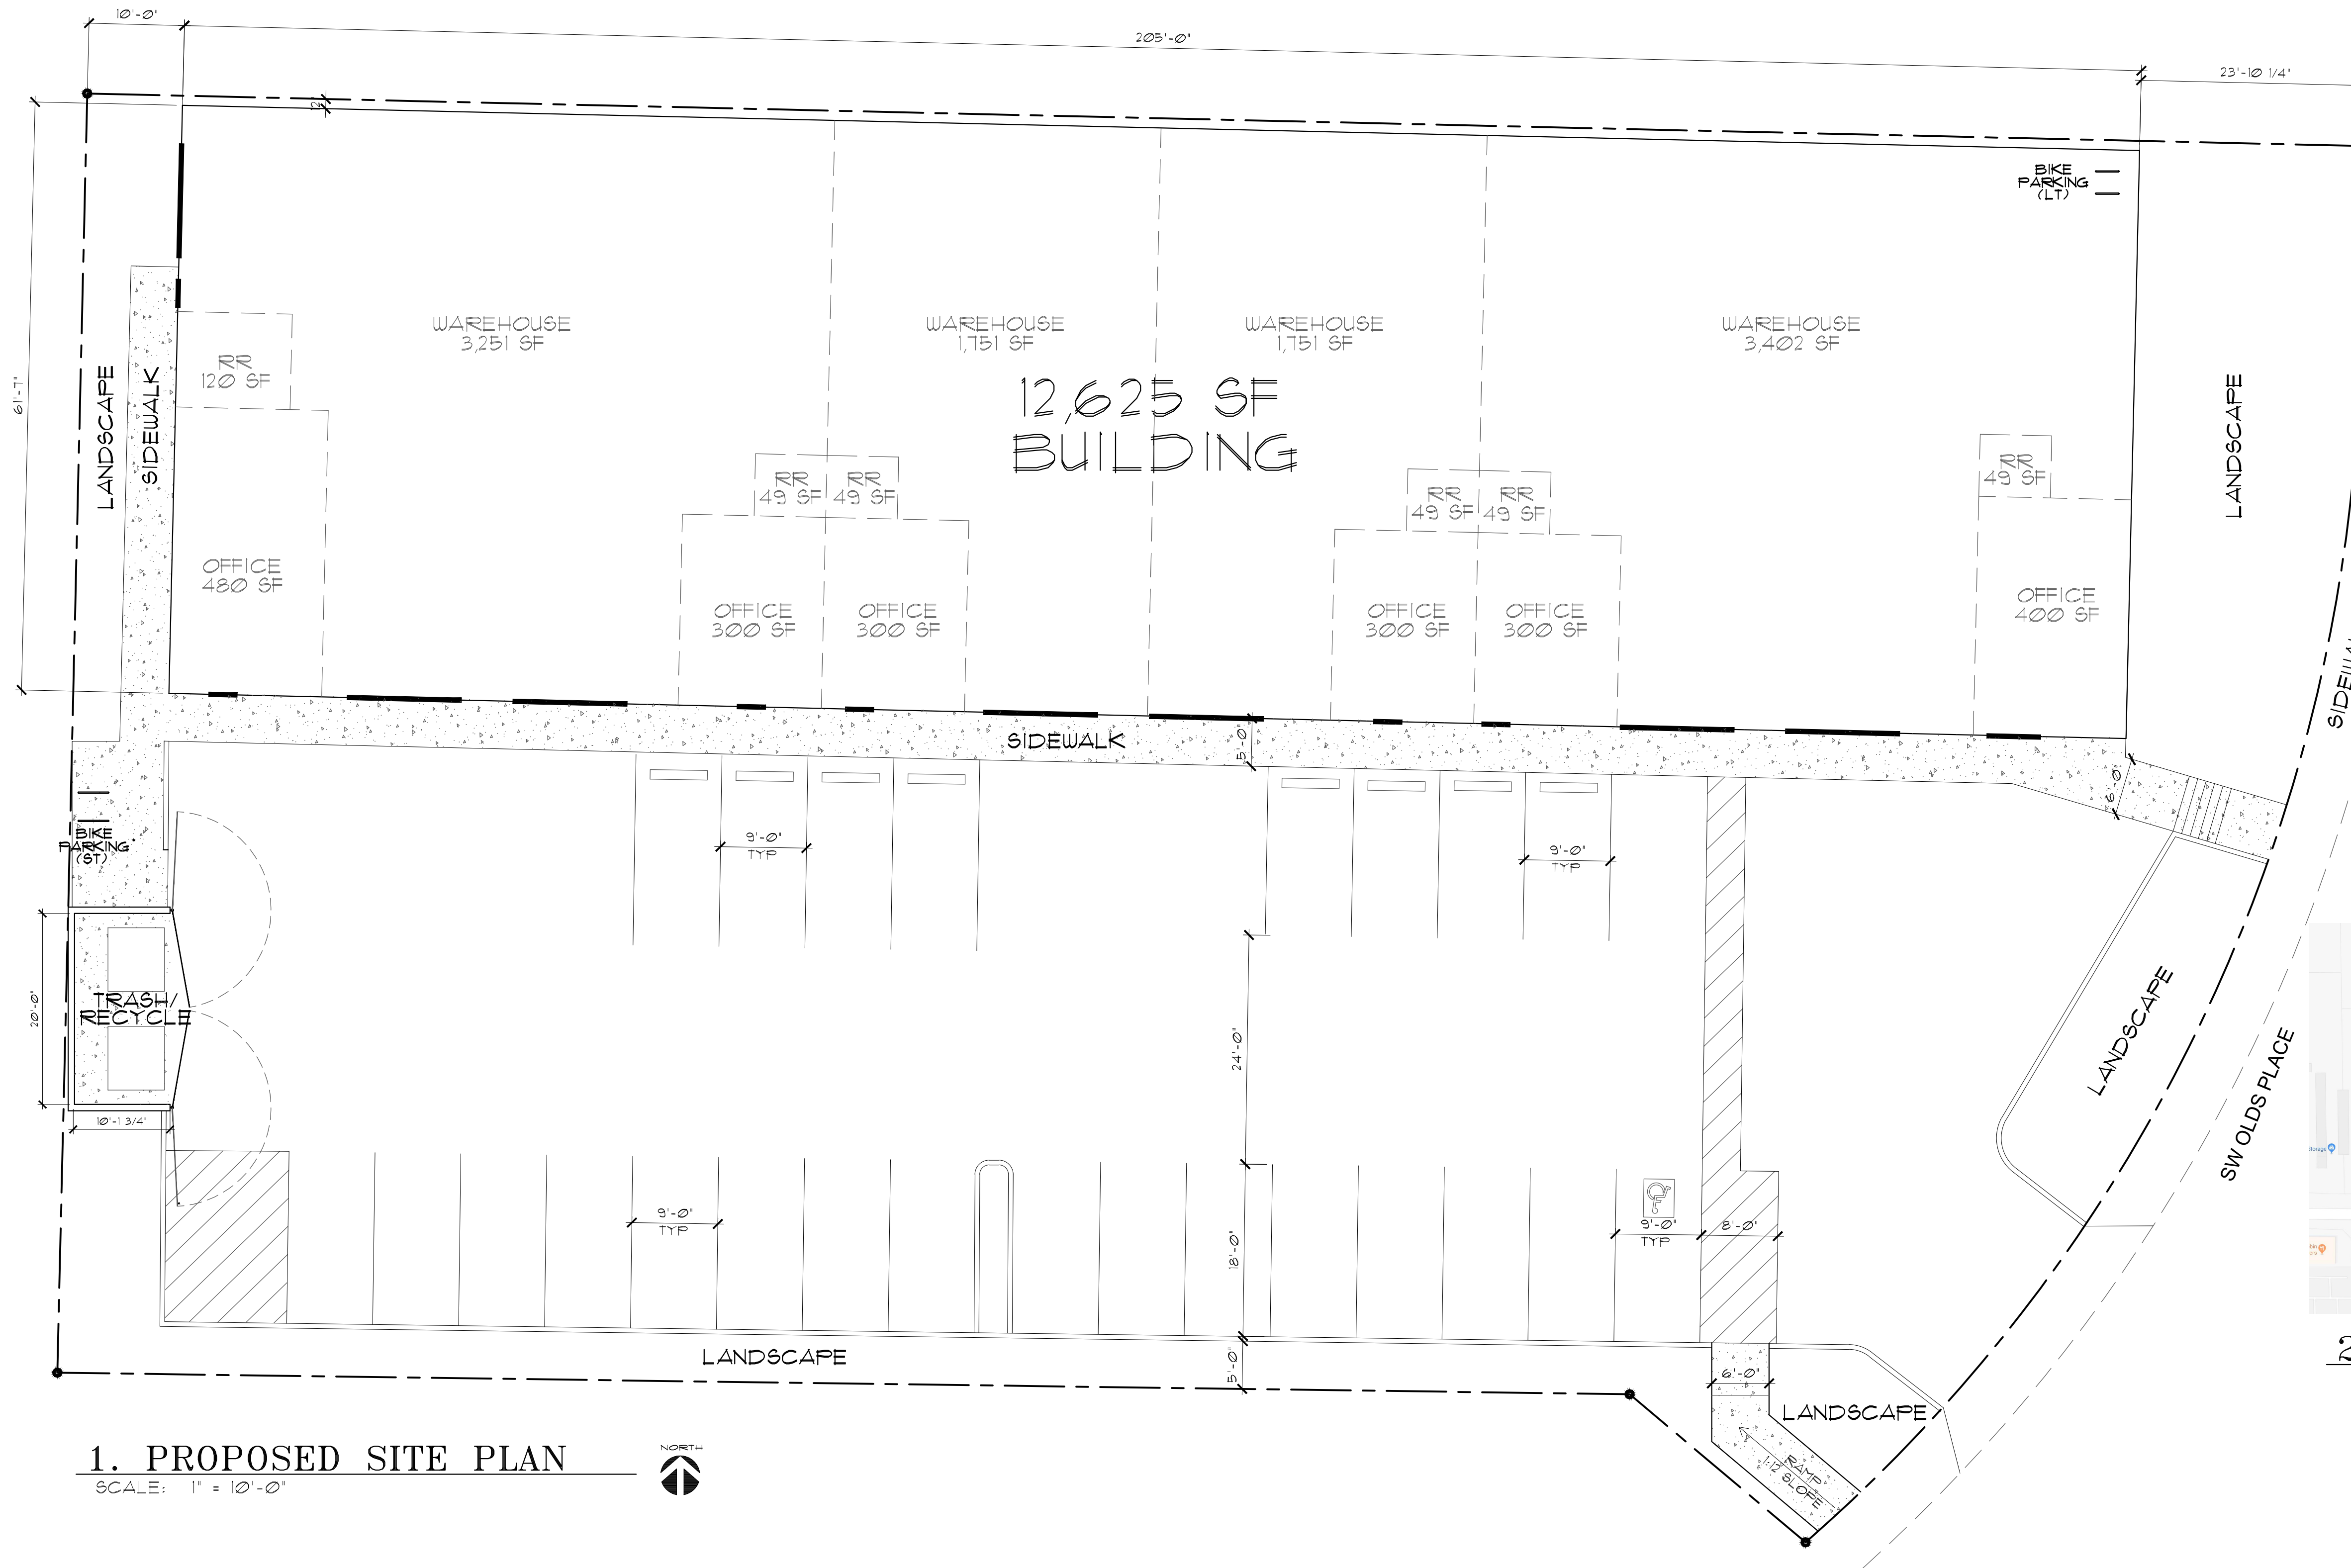 10'-0"
205'-0"
23'-10 1/4"
12"
61'-7"
BIKE
PARKING
(LT)
WAREHOUSE
3,251 SF
WAREHOUSE
1,751 SF
WAREHOUSE
1,751 SF
WAREHOUSE
3,402 SF
RR
120 SF
LANDSCAPE
SIDEWALK
12,625 SF
BUILDING
LANDSCAPE
RR
49 SF
RR
49 SF
RR
49 SF
RR
49 SF
RR
49 SF
OFFICE
480 SF
OFFICE
300 SF
OFFICE
300 SF
OFFICE
300 SF
OFFICE
300 SF
OFFICE
400 SF
SIDEWALK
5'-0"
6'-0"
BIKE
PARKING
(ST)
9'-0"
TYP
9'-0"
TYP
TRASH/
RECYCLE
20'-0"
10'-1 3/4"
24'-0"
LANDSCAPE
SW OLDS PLACE
9'-0"
TYP
18'-0"
9'-0"
TYP
8'-0"
LANDSCAPE
5'-0"
6'-0"
LANDSCAPE
RAMP
1:12 SLOPE
1. PROPOSED SITE PLAN
SCALE: 1" = 10'-0"
NORTH